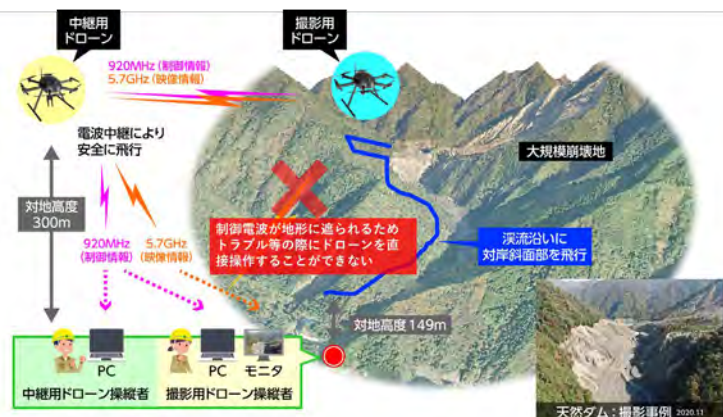 中継用
ドローン
撮影用
ドローン
920MHz(制御情報)
5.7GHz(映像情報)
電波中継により
安全に飛行
大規模崩壊地
対地高度
300m
制御電波が地形に遮られるため
トラブル等の際にドローンを直
接操作することができない
渓流沿いに
対岸斜面部を飛行
920MHz
(制御情報)
5.7GHz
(映像情報)
対地高度149m
PC
PC
モニタ
中継用ドローン操縦者
撮影用ドローン操縦者
天然ダム:撮影事例 2020.11